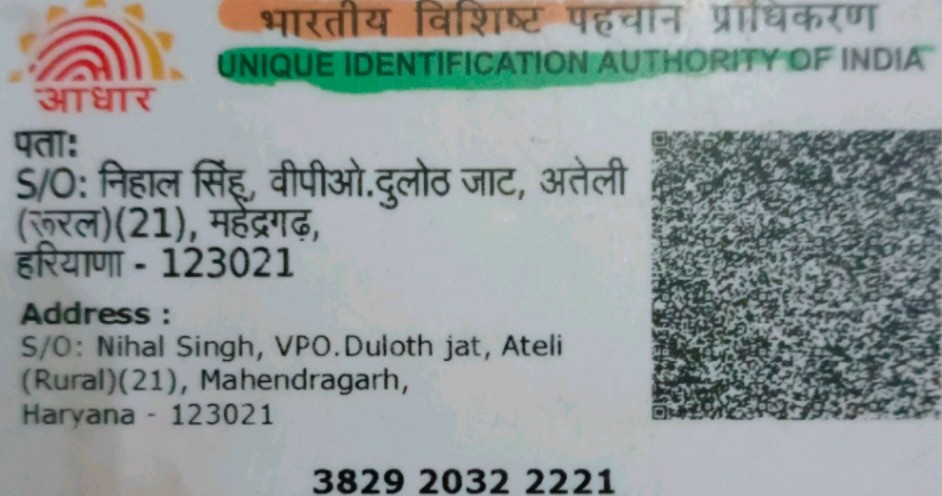 भारतीय विशिष्ट पहचान प्राधिकरण
UNIQUE IDENTIFICATION AUTHORITY OF INDIA
आधार
पता:
S/O: निहाल सिंह, वीपीओ.दुलोठ जाट, अतेली
(रूरल)(21), महेंद्रगढ़,
हरियाणा - 123021
Address :
S/O: Nihal Singh, VPO.Duloth jat, Ateli
(Rural)(21), Mahendragarh,
Haryana - 123021
3829 2032 2221